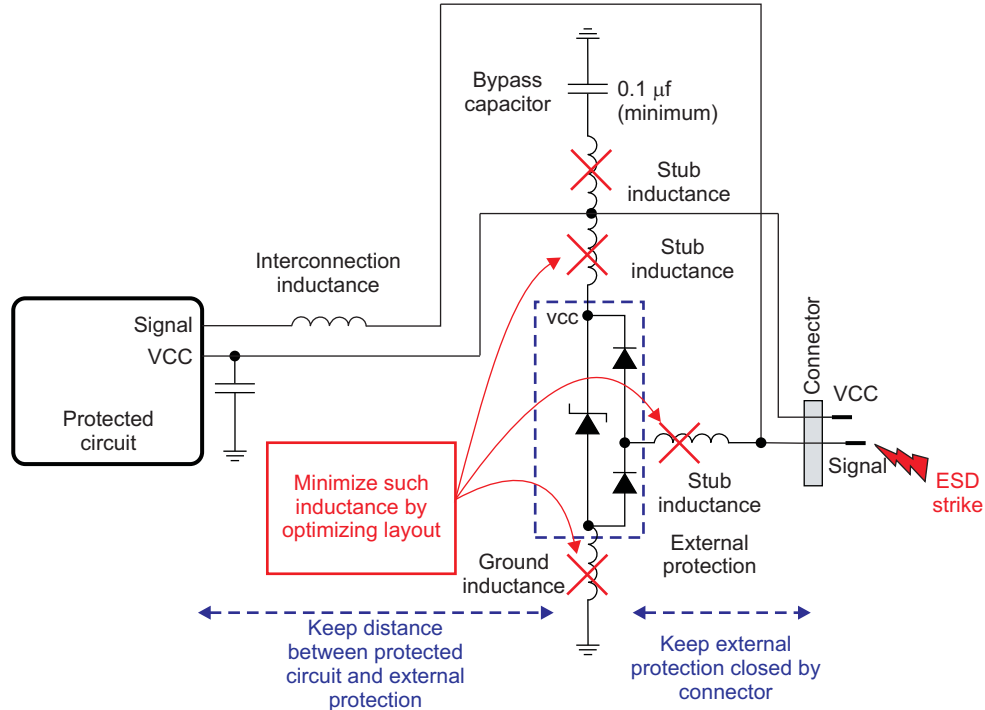 Bypass
capacitor
0.1 μf
(minimum)
Stub
inductance
Stub
inductance
Interconnection
inductance
Signal
VCC
Protected
circuit
vcc
Connector
VCC
Signal
ESD
strike
Minimize such
inductance by
optimizing layout
Stub
inductance
External
protection
Ground
inductance
Keep distance
between protected
circuit and external
protection
Keep external
protection closed by
connector